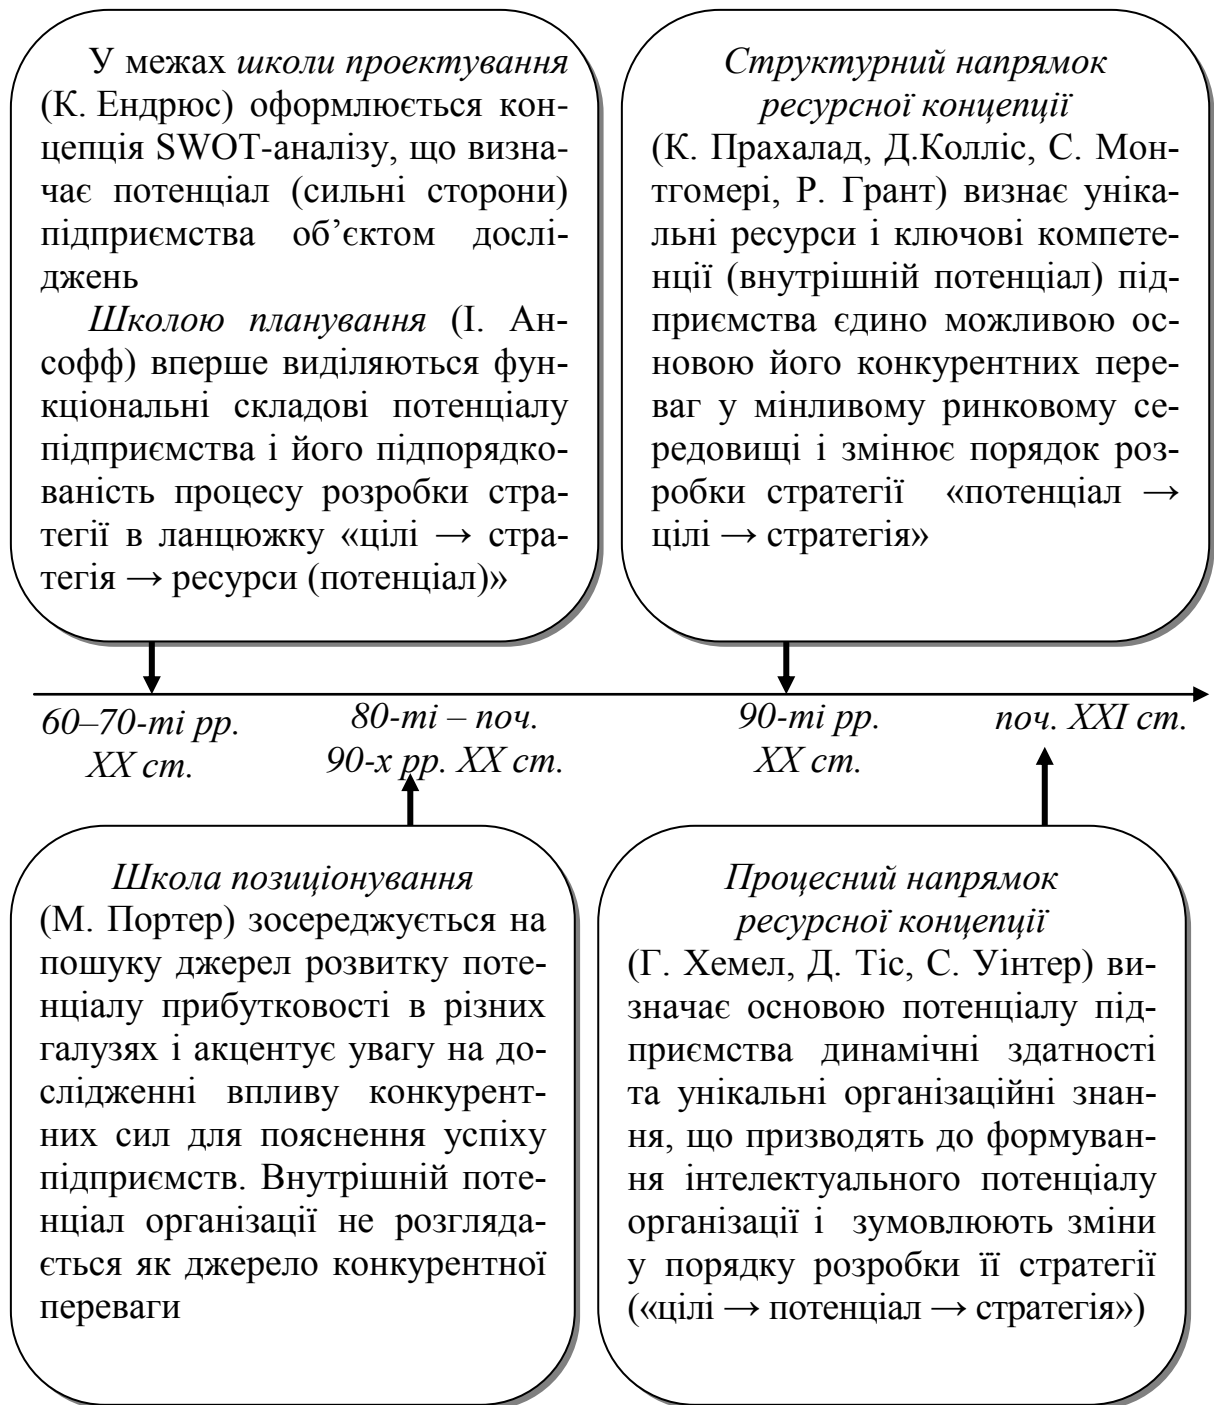 У межах школи проектування
(К. Ендрюс) оформлюється кон-
цепція SWOT-аналізу, що визна-
чає потенціал (сильні сторони)
підприємства об’єктом дослі-
джень
Школою планування (І. Ан-
софф) вперше виділяються фун-
кціональні складові потенціалу
підприємства і його підпорядко-
ваність процесу розробки стра-
тегії в ланцюжку «цілі → стра-
тегія → ресурси (потенціал)»
Структурний напрямок
ресурсної концепції
(К. Прахалад, Д.Колліс, С. Мон-
тгомері, Р. Грант) визнає уніка-
льні ресурси і ключові компете-
нції (внутрішній потенціал) під-
приємства єдино можливою ос-
новою його конкурентних пере-
ваг у мінливому ринковому се-
редовищі і змінює порядок роз-
робки стратегії «потенціал →
цілі → стратегія»
60–70-ті рр.
XX ст.
80-ті – поч.
90-х рр. XX ст.
90-ті рр.
XX ст.
поч. XXI ст.
Школа позиціонування
(М. Портер) зосереджується на
пошуку джерел розвитку поте-
нціалу прибутковості в різних
галузях і акцентує увагу на до-
слідженні впливу конкурент-
них сил для пояснення успіху
підприємств. Внутрішній поте-
нціал організації не розгляда-
ється як джерело конкурентної
переваги
Процесний напрямок
ресурсної концепції
(Г. Хемел, Д. Тіс, С. Уінтер) ви-
значає основою потенціалу під-
приємства динамічні здатності
та унікальні організаційні знан-
ня, що призводять до формуван-
ня інтелектуального потенціалу
організації і зумовлюють зміни
у порядку розробки її стратегії
(«цілі → потенціал → стратегія»)